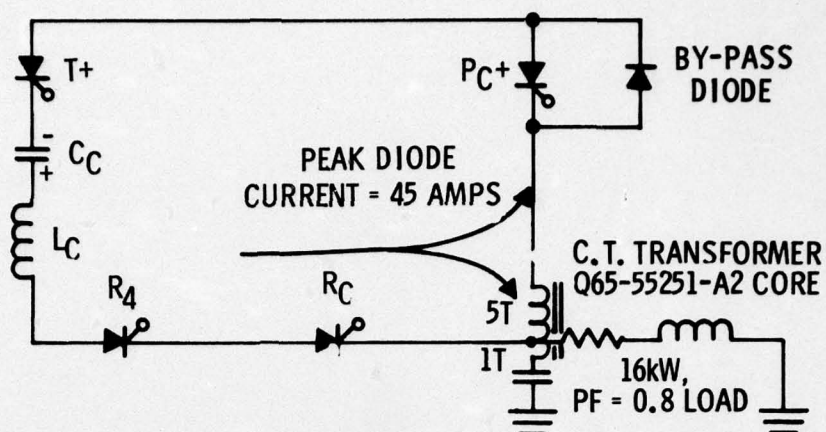 T+
PC+
BY-PASS
DIODE
-
CC
+
PEAK DIODE
CURRENT = 45 AMPS
LC
C.T. TRANSFORMER
Q65-55251-A2 CORE
R4
RC
5T
1T
16kW,
PF = 0.8 LOAD